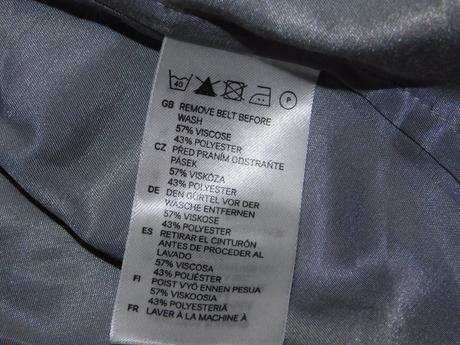 40
P
GB REMOVE BELT BEFORE
WASH
57% VISCOSE
43% POLYESTER
CZ PŘED PRANÍM ODSTRAŇTE
PÁSEK
57% VISKÓZA
43% POLYESTER
DE DEN GÜRTEL VOR DER
WÄSCHE ENTFERNEN
57% VISKOSE
43% POLYESTER
ES RETIRAR EL CINTURÓN
ANTES DE PROCEDER AL
LAVADO
57% VISCOSA
43% POLIÉSTER
FI POIST VYÖ ENNEN PESUA
57% VISKOOSIA
43% POLYESTERIÄ
FR LAVER À LA MACHINE À